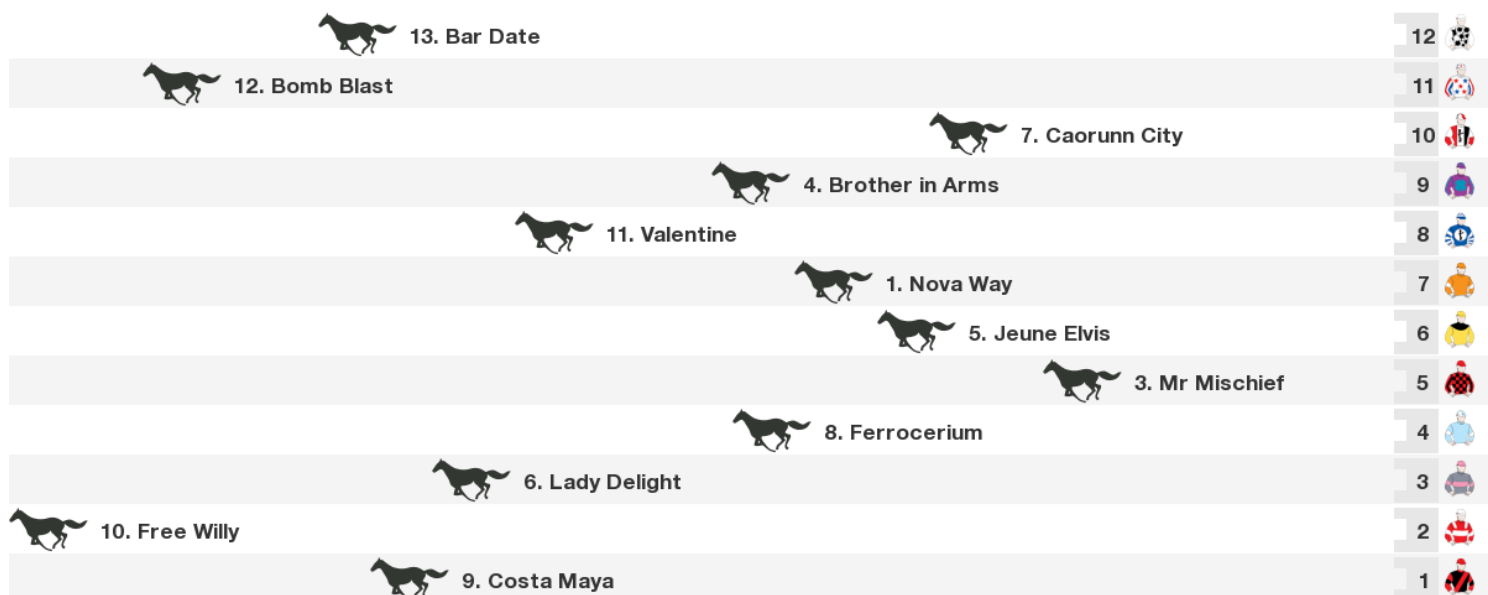 13. Bar Date 12
12. Bomb Blast 11
7. Caorunn City 10
4. Brother in Arms 9
11. Valentine 8
1. Nova Way 7
5. Jeune Elvis 6
3. Mr Mischief 5
8. Ferrocerium 4
6. Lady Delight 3
10. Free Willy 2
9. Costa Maya 1